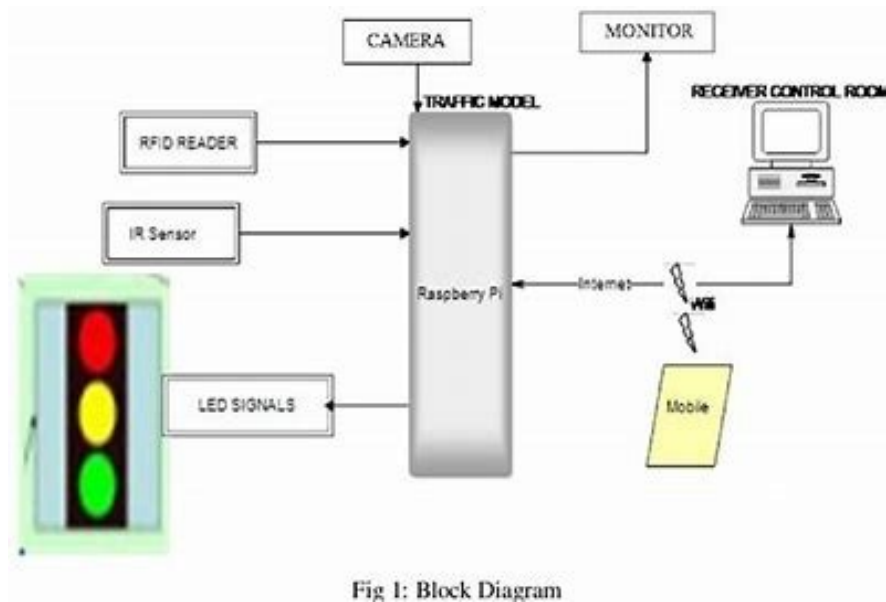 CAMERA
MONITOR
TRAFFIC MODEL
RECEIVER CONTROL ROOM
RFID READER
IR Sensor
Raspberry Pi
Internet
LED SIGNALS
Mobile
Fig 1: Block Diagram